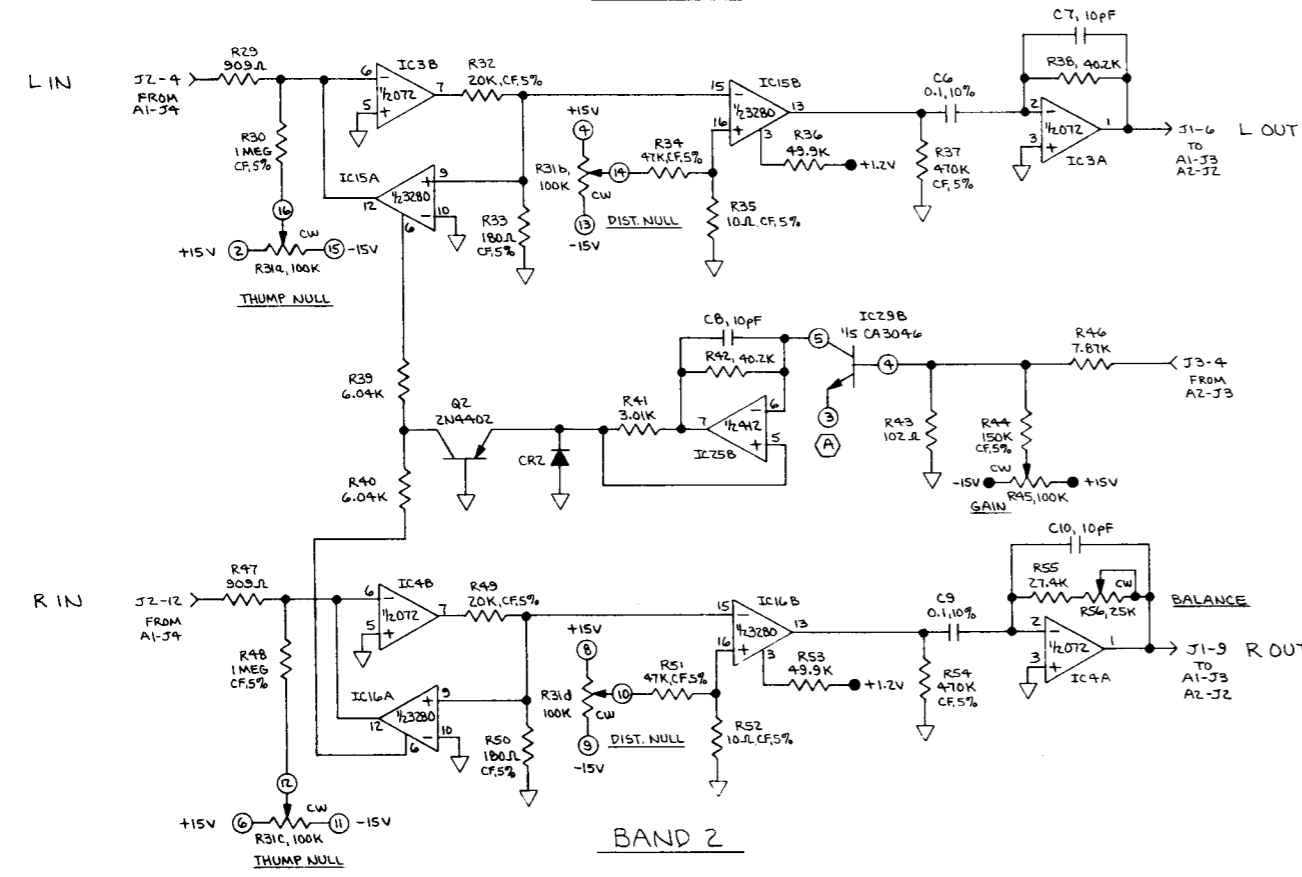 L IN
J2-4
FROM
A1-J4
R29
909Ω
6
5
-
+
IC3B
1/2 072
7
R32
20K, CF, 5%
R30
1 MEG
CF, 5%
16
+15V
2
CW
15
-15V
R31a, 100K
THUMP NULL
IC15A
1/2 3280
12
9
10
6
+
-
R33
180Ω
CF, 5%
+15V
4
R31b,
100K
CW
14
13
-15V
DIST. NULL
R34
47K, CF, 5%
R35
10Ω, CF, 5%
15
16
-
+
IC15B
1/2 3280
13
3
R36
49.9K
+1.2V
R37
470K
CF, 5%
C6
0.1, 10%
C7, 10pF
R38, 40.2K
2
3
-
+
1/2 072
1
IC3A
J1-6
TO
A1-J3
A2-J2
L OUT
R39
6.04K
R40
6.04K
Q2
2N4402
CR2
R41
3.01K
C8, 10pF
R42, 40.2K
7
1/2 412
-
+
6
5
IC25B
5
IC29B
1/5 CA3046
4
3
A
R43
102Ω
R44
150K
CF, 5%
R46
7.87K
J3-4
FROM
A2-J3
CW
-15V
+15V
R45, 100K
GAIN
R IN
J2-12
FROM
A1-J4
R47
909Ω
6
5
-
+
IC4B
1/2 072
7
R49
20K, CF, 5%
R48
1 MEG
CF, 5%
12
+15V
6
CW
11
-15V
R31C, 100K
THUMP NULL
IC16A
1/2 3280
12
9
10
6
+
-
R50
180Ω
CF, 5%
+15V
8
R31d
100K
CW
10
9
-15V
DIST. NULL
R51
47K, CF, 5%
R52
10Ω, CF, 5%
15
16
-
+
IC16B
1/2 3280
13
3
R53
49.9K
+1.2V
R54
470K
CF, 5%
C9
0.1, 10%
C10, 10pF
R55
27.4K
CW
R56, 25K
BALANCE
2
3
-
+
1/2 072
1
IC4A
J1-9
TO
A1-J3
A2-J2
R OUT
BAND 2